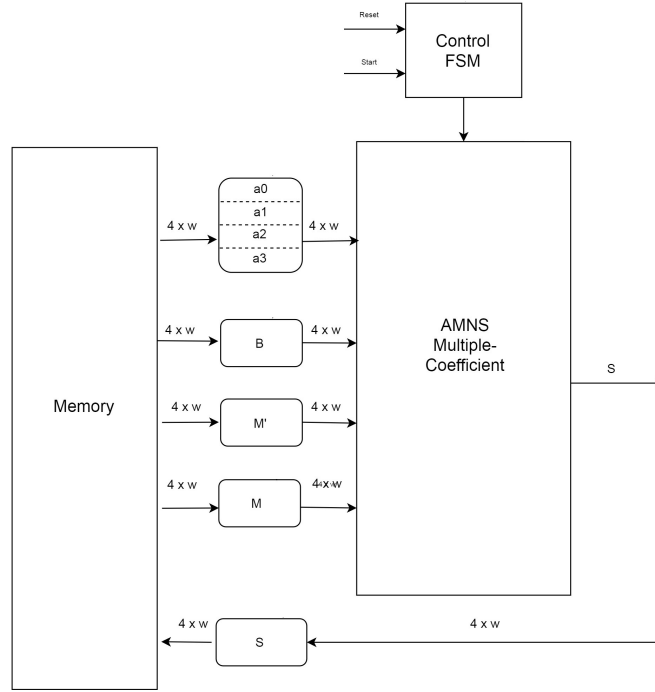 Reset
Control
FSM
Start
a0
a1
4 x w
4 x w
a2
a3
4 x w
4 x w
B
AMNS
Multiple-
Coefficient
S
Memory
4 x w
4 x w
M'
4 x w
4 x w
M
4 x w
4 x w
S